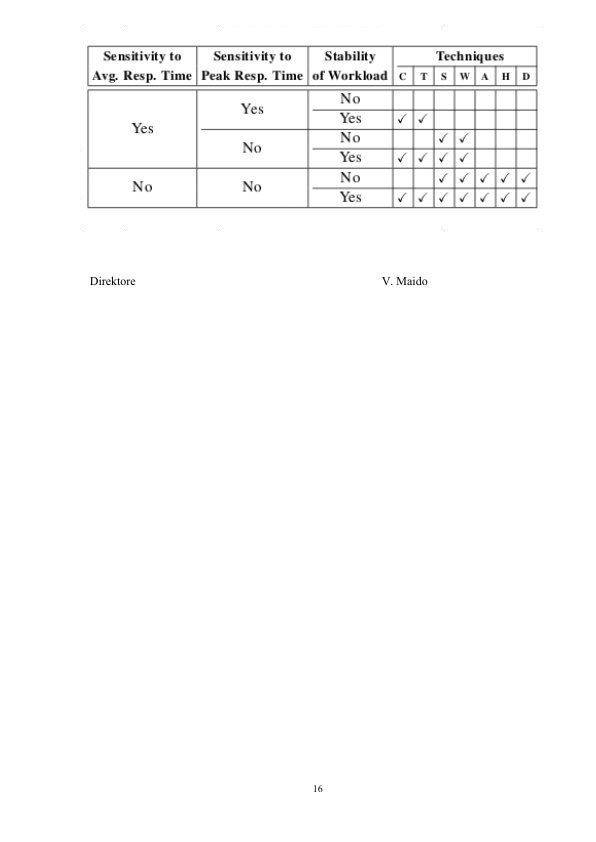 Sensitivity to Sensitivity to Stability Techniques
Avg. Resp. Time Peak Resp. Time of Workload C T S W A H D
Yes Yes No
Yes ✓ ✓
No No ✓ ✓
Yes ✓ ✓ ✓ ✓
No No No ✓ ✓ ✓ ✓ ✓
Yes ✓ ✓ ✓ ✓ ✓ ✓ ✓
Direktore V. Maido
16